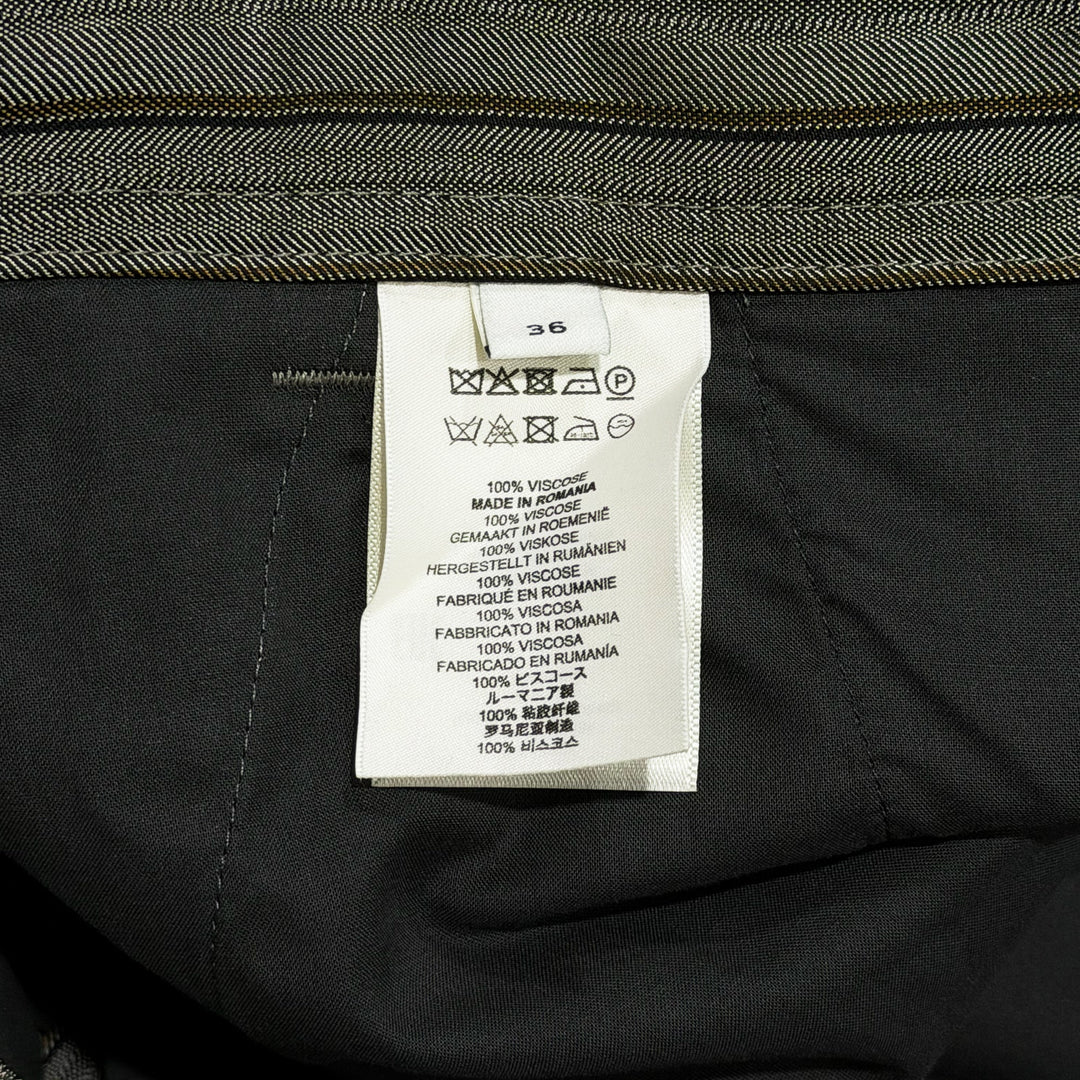 36
P
100% VISCOSE
MADE IN ROMANIA
100% VISCOSE
GEMAAKT IN ROEMENIË
100% VISKOSE
HERGESTELLT IN RUMÄNIEN
100% VISCOSE
FABRIQUÉ EN ROUMANIE
100% VISCOSA
FABBRICATO IN ROMANIA
100% VISCOSA
FABRICADO EN RUMANÍA
100% ビスコース
ルーマニア製
100% 粘胶纤维
罗马尼亚制造
100% 비스코스